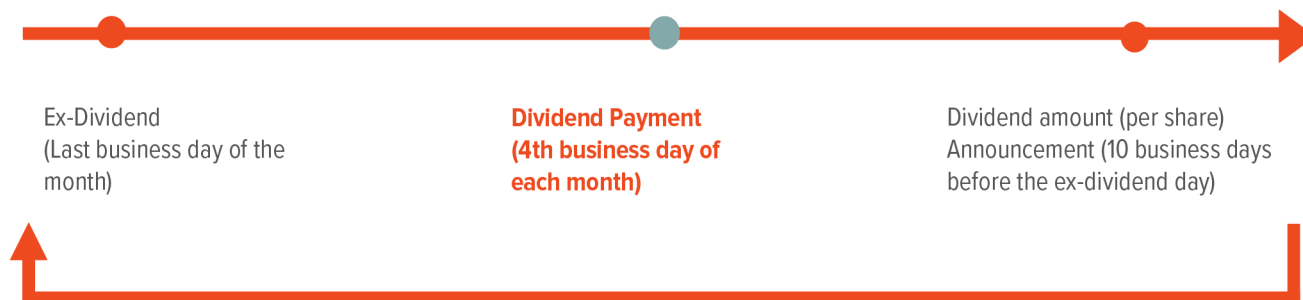 Ex-Dividend
(Last business day of the
month)
Dividend Payment
(4th business day of
each month)
Dividend amount (per share)
Announcement (10 business days
before the ex-dividend day)